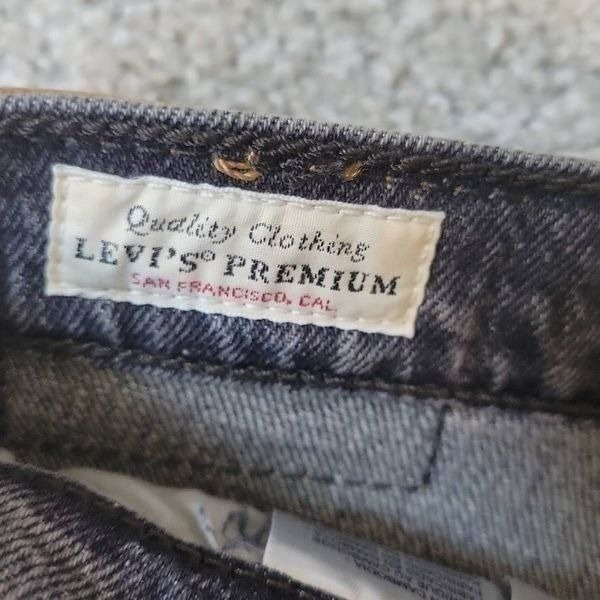 Quality Clothing
LEVI'S® PREMIUM
SAN FRANCISCO, CAL